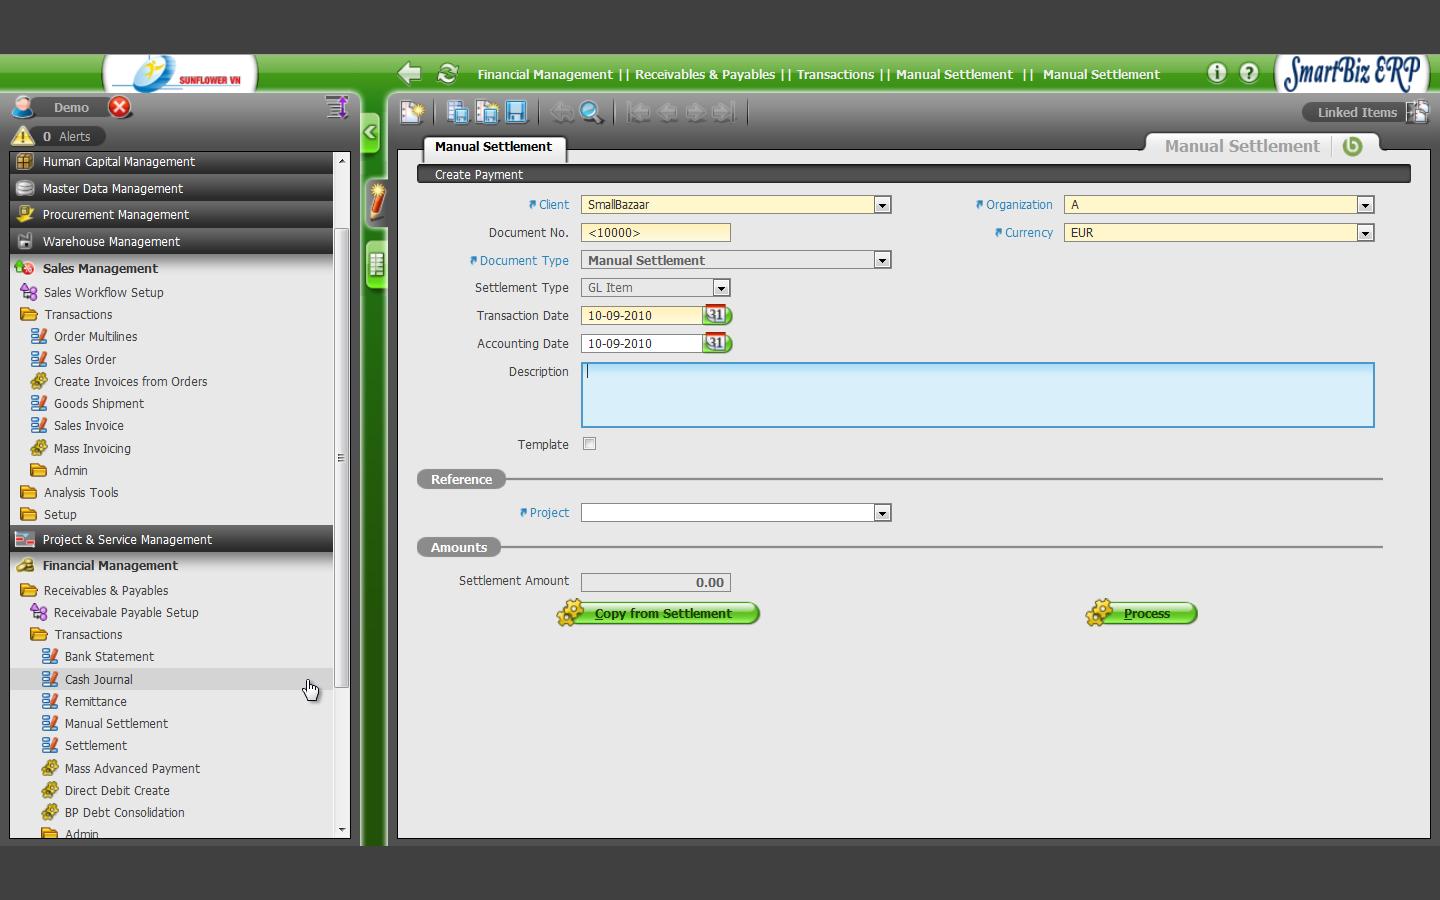 SUNFLOWER VN
Financial Management || Receivables & Payables || Transactions || Manual Settlement || Manual Settlement
SmartBiz ERP
Demo
Linked Items
0 Alerts
Human Capital Management
Master Data Management
Procurement Management
Warehouse Management
Sales Management
Sales Workflow Setup
Transactions
Order Multilines
Sales Order
Create Invoices from Orders
Goods Shipment
Sales Invoice
Mass Invoicing
Admin
Analysis Tools
Setup
Project & Service Management
Financial Management
Receivables & Payables
Receivabale Payable Setup
Transactions
Bank Statement
Cash Journal
Remittance
Manual Settlement
Settlement
Mass Advanced Payment
Direct Debit Create
BP Debt Consolidation
Admin
Manual Settlement
Manual Settlement
Create Payment
Client SmallBazaar Organization A
Document No. <10000> Currency EUR
Document Type Manual Settlement
Settlement Type GL Item
Transaction Date 10-09-2010 31
Accounting Date 10-09-2010 31
Description
Template
Reference
Project
Amounts
Settlement Amount 0.00
Copy from Settlement Process